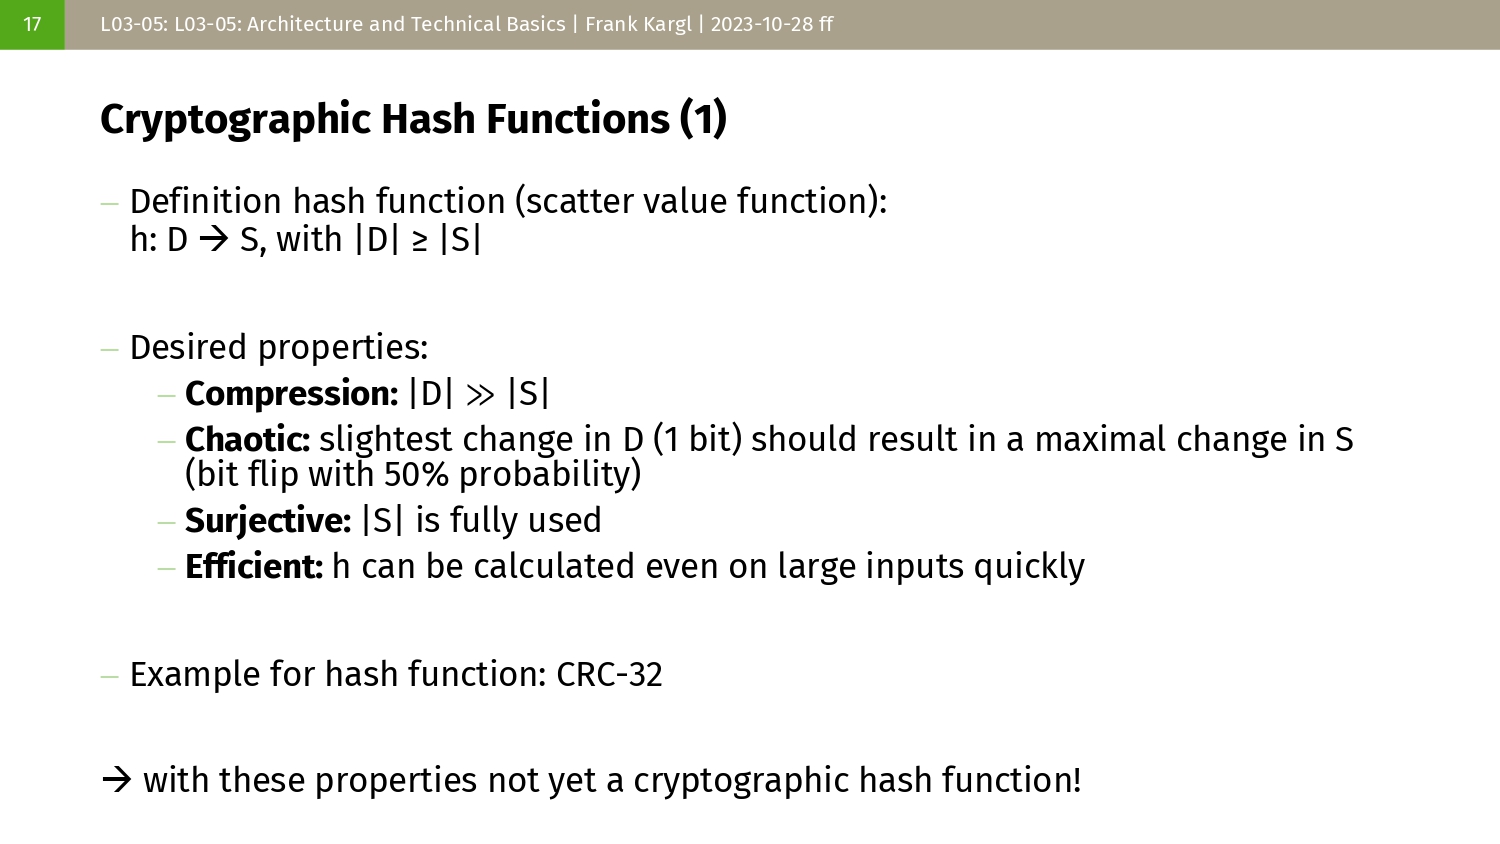 17
L03-05: L03-05: Architecture and Technical Basics | Frank Kargl | 2023-10-28 ff
Cryptographic Hash Functions (1)
– Definition hash function (scatter value function):
h: D → S, with |D| ≥ |S|
– Desired properties:
– Compression: |D| ≫ |S|
– Chaotic: slightest change in D (1 bit) should result in a maximal change in S
(bit flip with 50% probability)
– Surjective: |S| is fully used
– Efficient: h can be calculated even on large inputs quickly
– Example for hash function: CRC-32
→ with these properties not yet a cryptographic hash function!